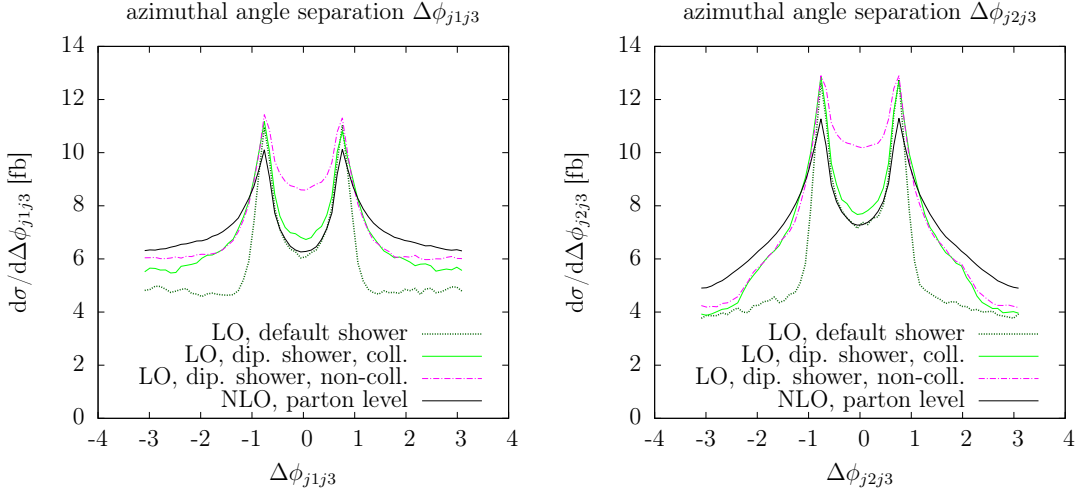 azimuthal angle separation Δϕj1j3
14
12
10
8
6
4
2
0
dσ/dΔϕj1j3 [fb]
LO, default shower
LO, dip. shower, coll.
LO, dip. shower, non-coll.
NLO, parton level
-4 -3 -2 -1 0 1 2 3 4
Δϕj1j3
azimuthal angle separation Δϕj2j3
14
12
10
8
6
4
2
0
dσ/dΔϕj2j3 [fb]
LO, default shower
LO, dip. shower, coll.
LO, dip. shower, non-coll.
NLO, parton level
-4 -3 -2 -1 0 1 2 3 4
Δϕj2j3